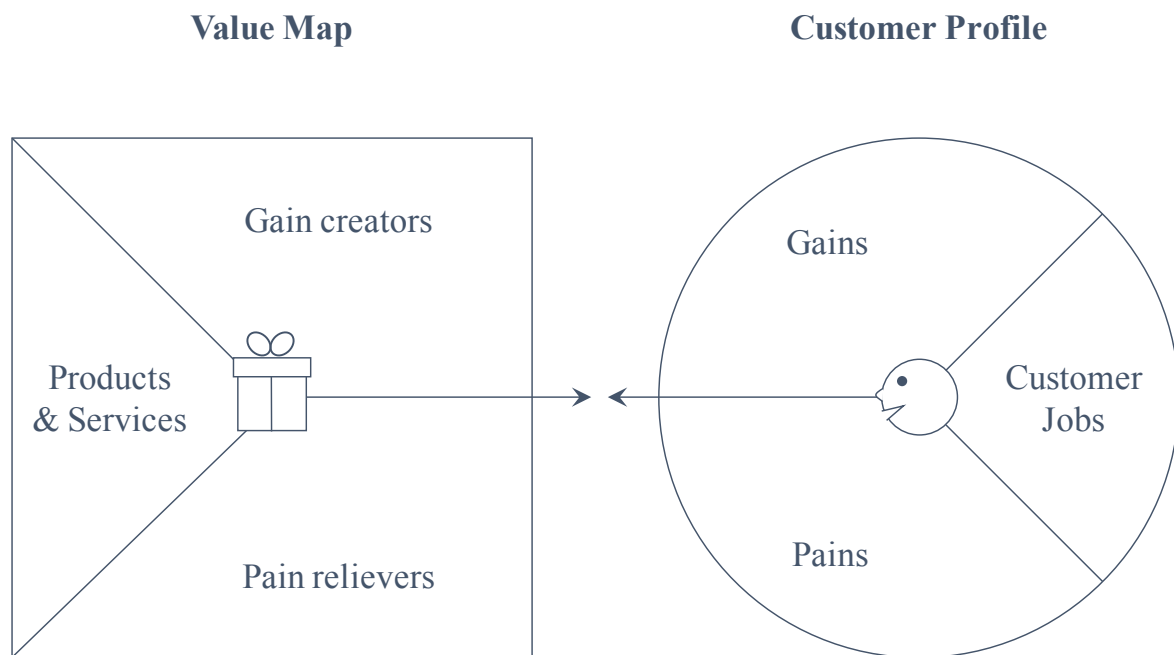 Value Map
Customer Profile
Gain creators
Products
& Services
Pain relievers
Gains
Customer
Jobs
Pains